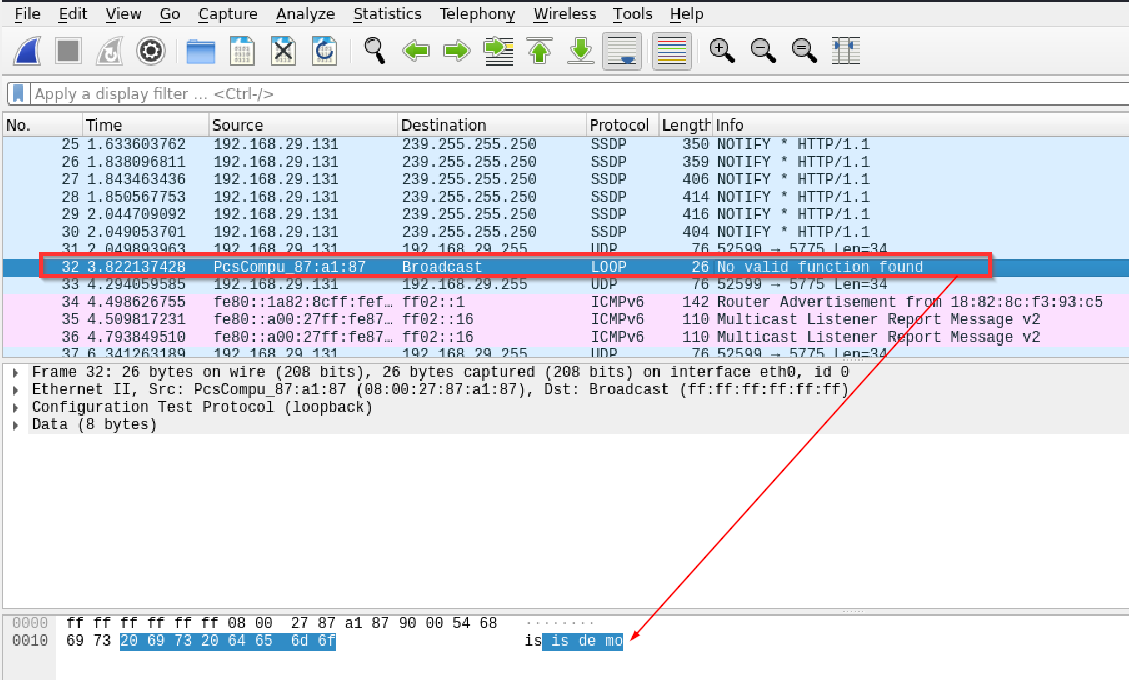 File Edit View Go Capture Analyze Statistics Telephony Wireless Tools Help
Apply a display filter ... <Ctrl-/>
No. Time Source Destination Protocol Length Info
25 1.633603762 192.168.29.131 239.255.255.250 SSDP 350 NOTIFY * HTTP/1.1
26 1.838096811 192.168.29.131 239.255.255.250 SSDP 359 NOTIFY * HTTP/1.1
27 1.843463436 192.168.29.131 239.255.255.250 SSDP 406 NOTIFY * HTTP/1.1
28 1.850567753 192.168.29.131 239.255.255.250 SSDP 414 NOTIFY * HTTP/1.1
29 2.044709092 192.168.29.131 239.255.255.250 SSDP 416 NOTIFY * HTTP/1.1
30 2.049053701 192.168.29.131 239.255.255.250 SSDP 404 NOTIFY * HTTP/1.1
31 2.049893963 192.168.29.131 192.168.29.255 UDP 76 52599 → 5775 Len=34
32 3.822137428 PcsCompu_87:a1:87 Broadcast LOOP 26 No valid function found
33 4.294059585 192.168.29.131 192.168.29.255 UDP 76 52599 → 5775 Len=34
34 4.498626755 fe80::1a82:8cff:fef… ff02::1 ICMPv6 142 Router Advertisement from 18:82:8c:f3:93:c5
35 4.509817231 fe80::a00:27ff:fe87… ff02::16 ICMPv6 110 Multicast Listener Report Message v2
36 4.793849510 fe80::a00:27ff:fe87… ff02::16 ICMPv6 110 Multicast Listener Report Message v2
37 6.341263189 192.168.29.131 192.168.29.255 UDP 76 52599 → 5775 Len=34
Frame 32: 26 bytes on wire (208 bits), 26 bytes captured (208 bits) on interface eth0, id 0
Ethernet II, Src: PcsCompu_87:a1:87 (08:00:27:87:a1:87), Dst: Broadcast (ff:ff:ff:ff:ff:ff)
Configuration Test Protocol (loopback)
Data (8 bytes)
0000 ff ff ff ff ff ff 08 00 27 87 a1 87 90 00 54 68 ········
0010 69 73 20 69 73 20 64 65 6d 6f is is de mo